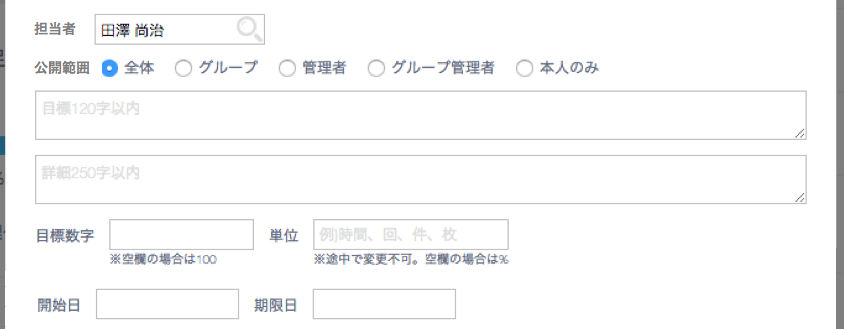 担当者 田澤 尚治
公開範囲 全体 グループ 管理者 グループ管理者 本人のみ
目標120字以内
詳細250字以内
目標数字 単位 例)時間、回、件、枚
※空欄の場合は100 ※途中で変更不可。空欄の場合は%
開始日 期限日